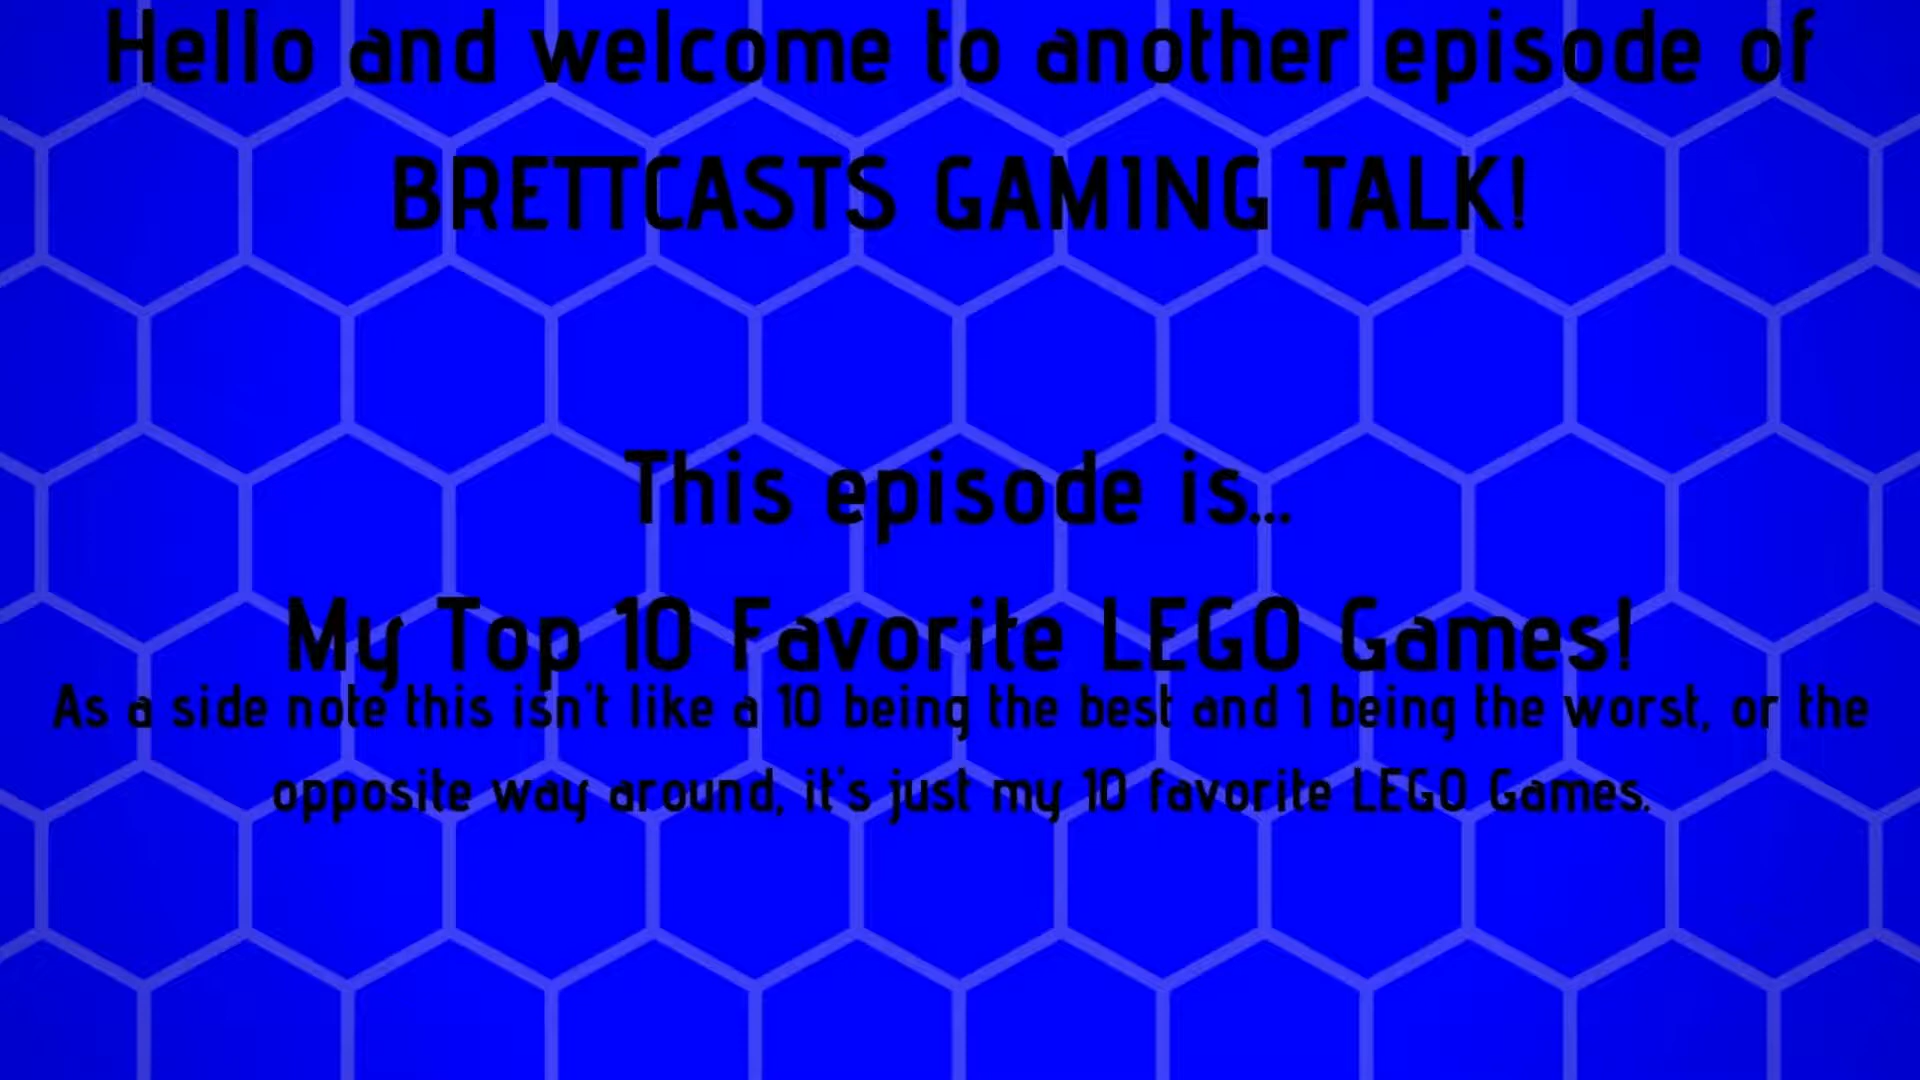 Hello and welcome to another episode of
BRETTCASTS GAMING TALK!
This episode is...
My Top 10 Favorite LEGO Games!
As a side note this isn't like a 10 being the best and 1 being the worst, or the
opposite way around, it's just my 10 favorite LEGO Games.